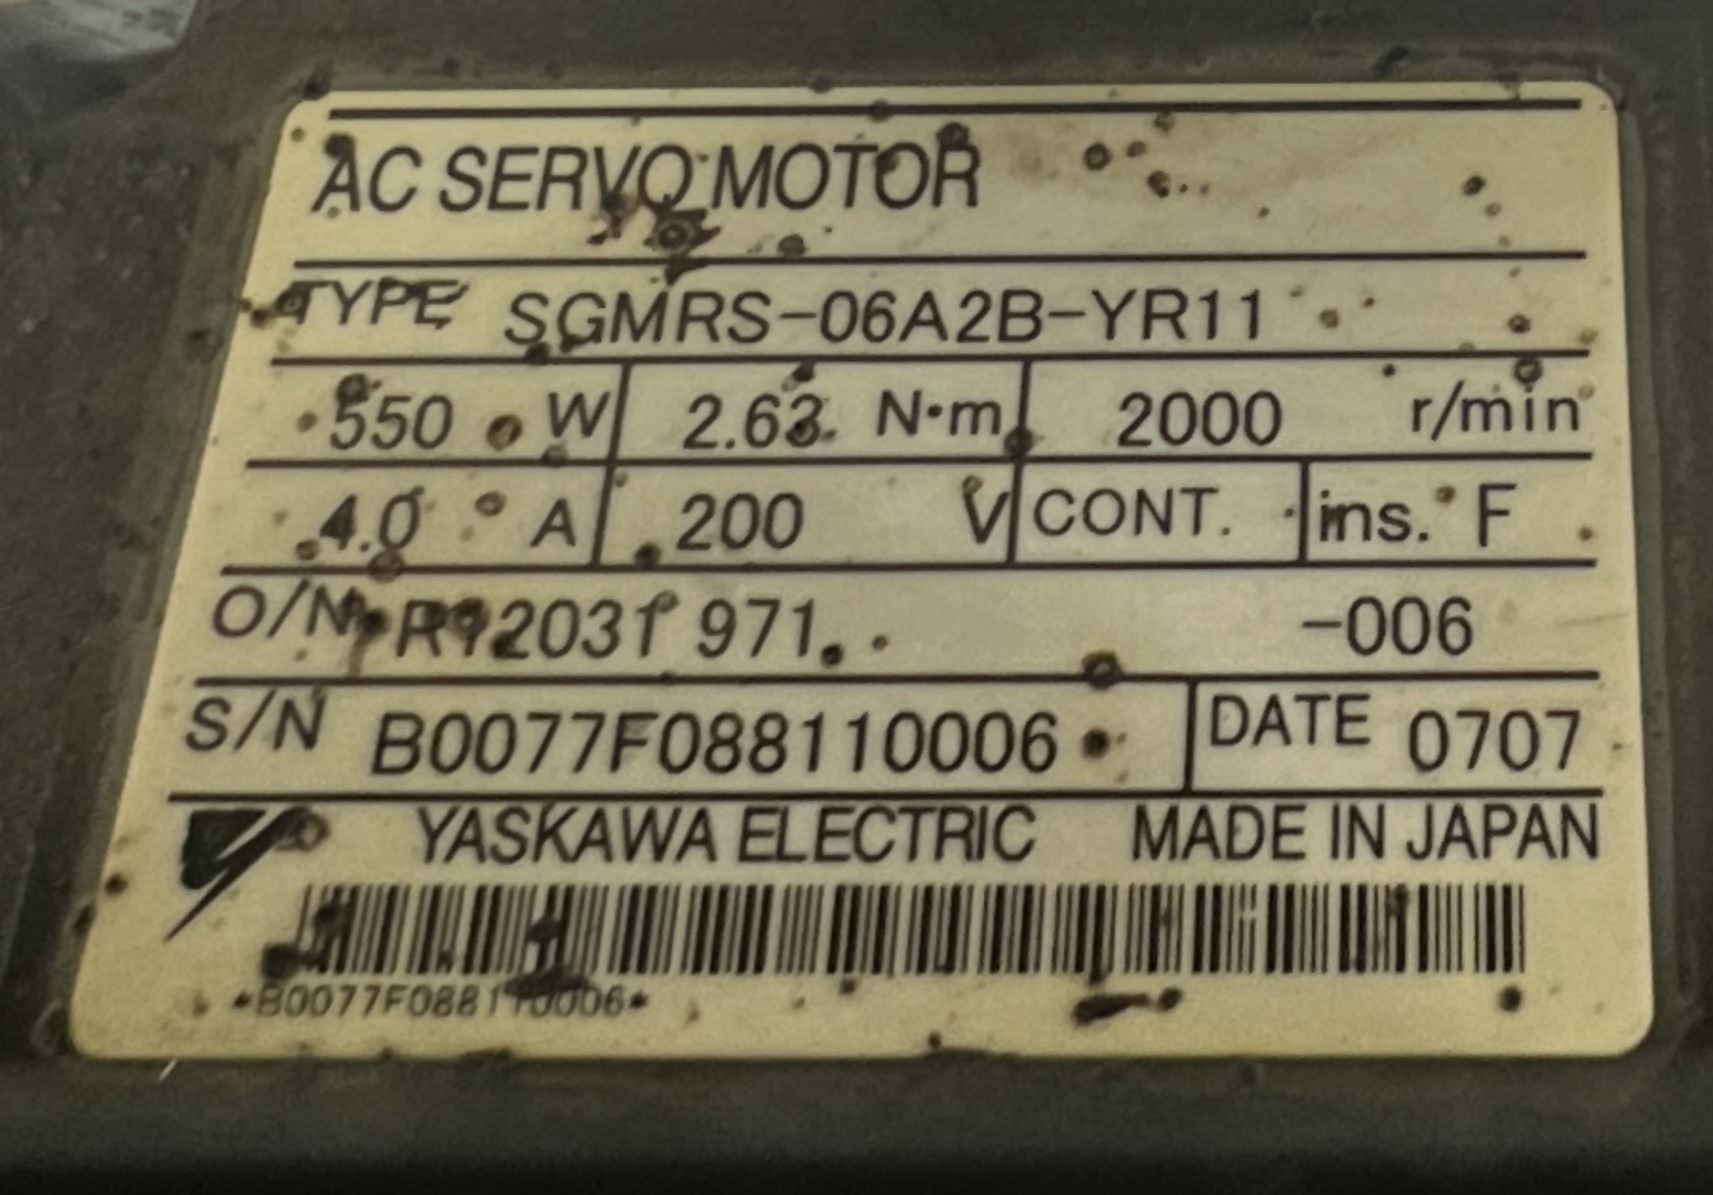 AC SERVO MOTOR
TYPE SGMRS-06A2B-YR11
550 W 2.63 N·m 2000 r/min
4.0 A 200 V CONT. ins. F
O/N R12031 971 -006
S/N B0077F088110006 DATE 0707
YASKAWA ELECTRIC MADE IN JAPAN
*B0077F088110006*